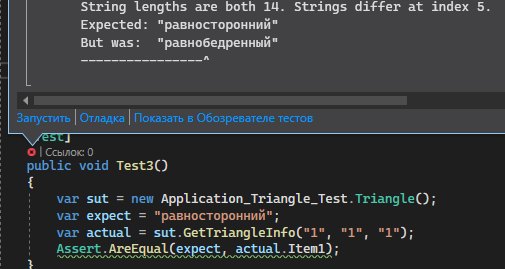 String lengths are both 14. Strings differ at index 5.
Expected: "равносторонний"
But was:  "равнобедренный"
----------------^
Запустить | Отладка | Показать в Обозревателе тестов
Test]
| Ссылок: 0
public void Test3()
{
var sut = new Application_Triangle_Test.Triangle();
var expect = "равносторонний";
var actual = sut.GetTriangleInfo("1", "1", "1");
Assert.AreEqual(expect, actual.Item1);
}